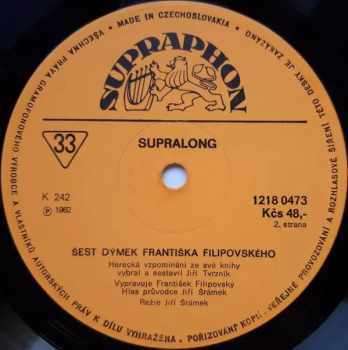 • MADE IN CZECHOSLOVAKIA • VŠECHNA PRÁVA GRAMOFONOVÉHO VÝROBCE A VLASTNÍKŮ AUTORSKÝCH PRÁV K DÍLU VYHRAŽENA • POŘIZOVÁNÍ KOPIÍ VEŘEJNÉ PROVOZOVÁNÍ A ROZHLASOVÉ ŠÍŘENÍ TÉTO DESKY JE ZAKÁZÁNO
SUPRAPHON
33
SUPRALONG
K 242
℗ 1982
1218 0473
Kčs 48,-
2. strana
ŠEST DÝMEK FRANTIŠKA FILIPOVSKÉHO
Herecká vzpomínání ze své knihy
vybral a sestavil Jiří Tvrzník
Vypravuje František Filipovský
Hlas průvodce Jiří Šrámek
Režie Jiří Šrámek